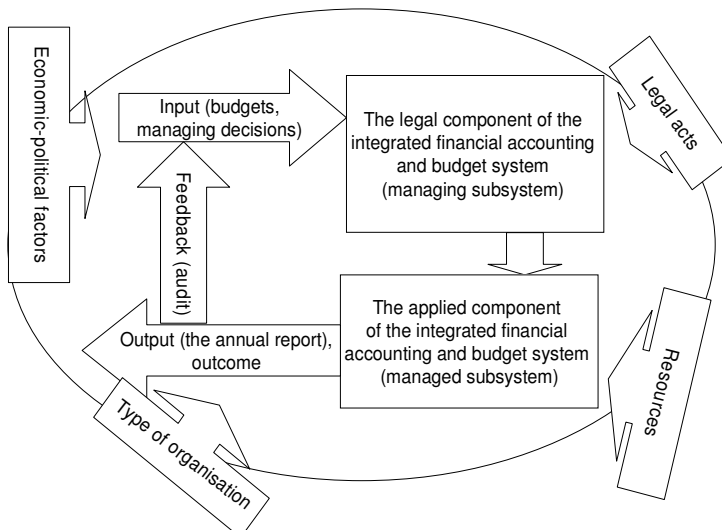 Economic-political factors
Input (budgets,
managing decisions)
The legal component of the
integrated financial accounting
and budget system
(managing subsystem)
Legal acts
Feedback (audit)
Output (the annual report),
outcome
The applied component
of the integrated financial
accounting and budget system
(managed subsystem)
Resources
Type of organisation